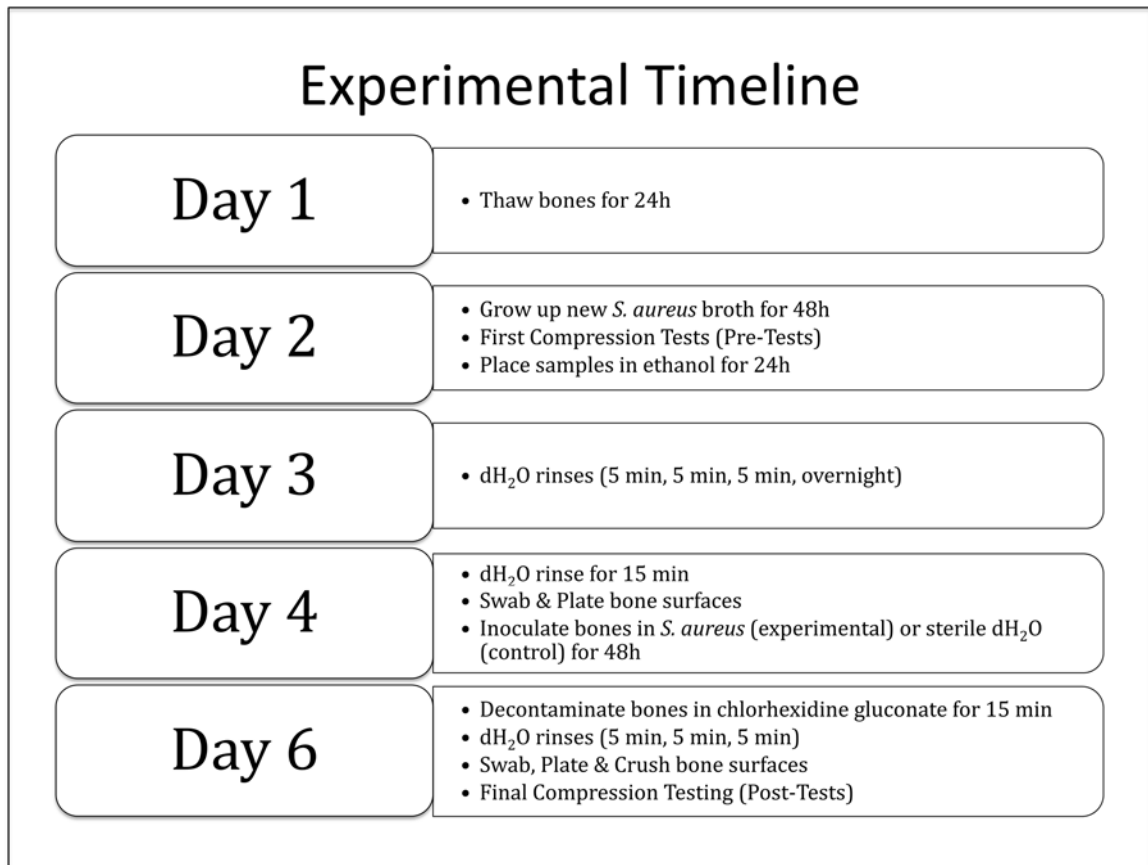 Experimental Timeline
Day 1
• Thaw bones for 24h
Day 2
• Grow up new S. aureus broth for 48h
• First Compression Tests (Pre-Tests)
• Place samples in ethanol for 24h
Day 3
• dH₂O rinses (5 min, 5 min, 5 min, overnight)
Day 4
• dH₂O rinse for 15 min
• Swab & Plate bone surfaces
• Inoculate bones in S. aureus (experimental) or sterile dH₂O
(control) for 48h
Day 6
• Decontaminate bones in chlorhexidine gluconate for 15 min
• dH₂O rinses (5 min, 5 min, 5 min)
• Swab, Plate & Crush bone surfaces
• Final Compression Testing (Post-Tests)